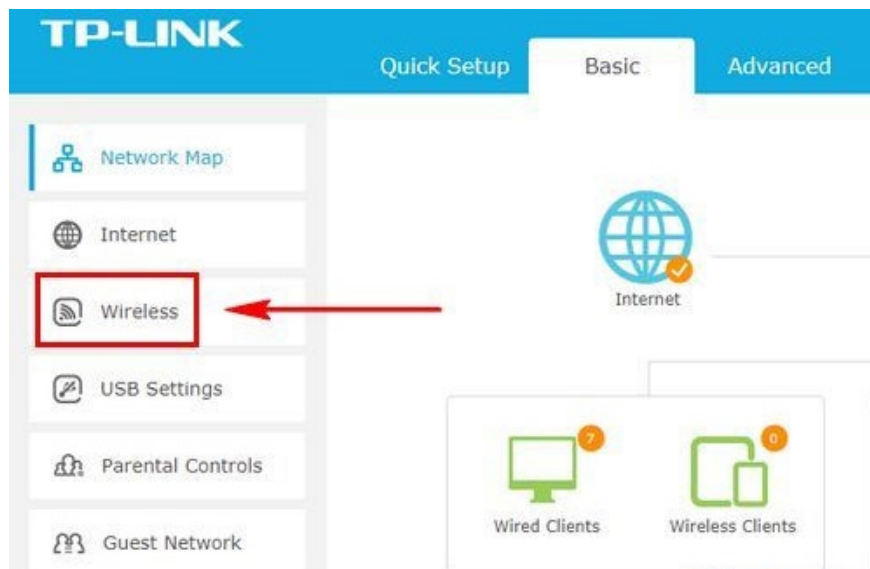 TP-LINK
Quick Setup
Basic
Advanced
Network Map
Internet
Wireless
USB Settings
Parental Controls
Guest Network
Internet
7
0
Wired Clients
Wireless Clients